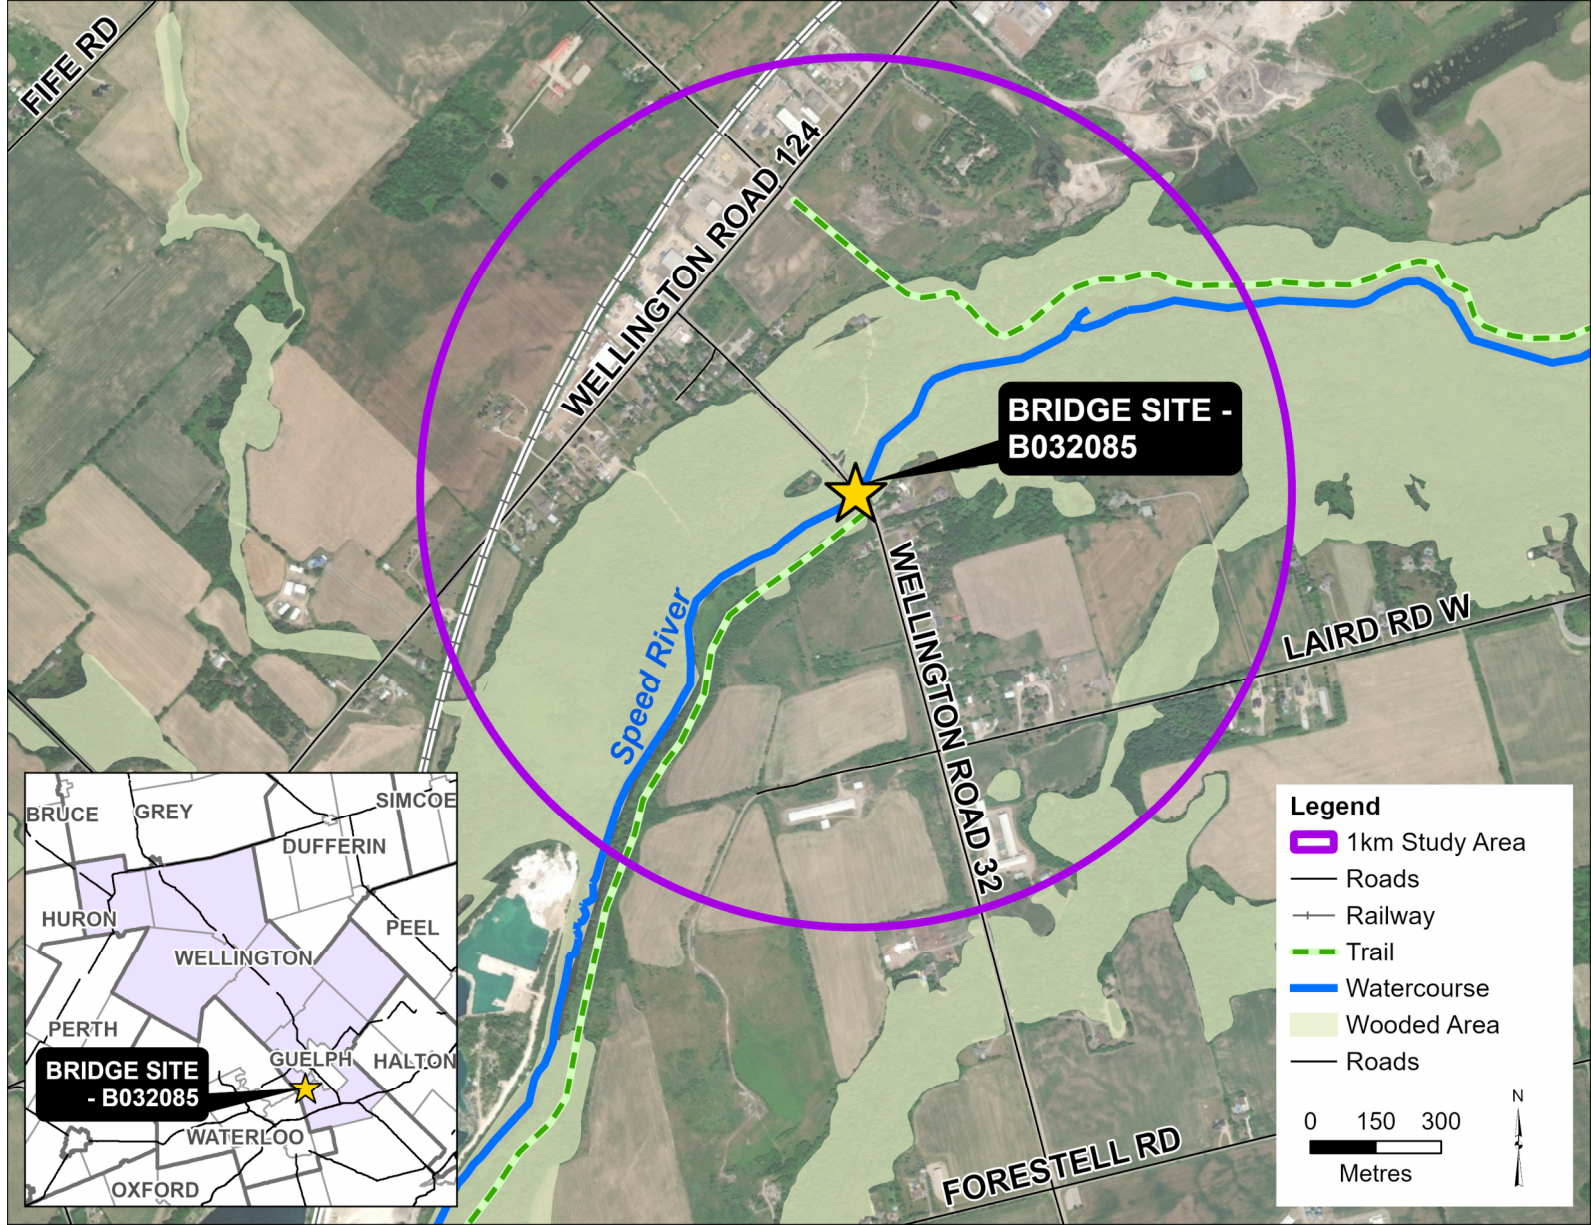 FIFE RD
WELLINGTON ROAD 124
BRIDGE SITE -
B032085
WELLINGTON ROAD 32
LAIRD RD W
Speed River
FORESTELL RD
BRUCE
GREY
SIMCOE
DUFFERIN
HURON
PEEL
WELLINGTON
PERTH
GUELPH
HALTON
BRIDGE SITE
- B032085
WATERLOO
OXFORD
Legend
1km Study Area
Roads
Railway
Trail
Watercourse
Wooded Area
Roads
0 150 300
Metres
N